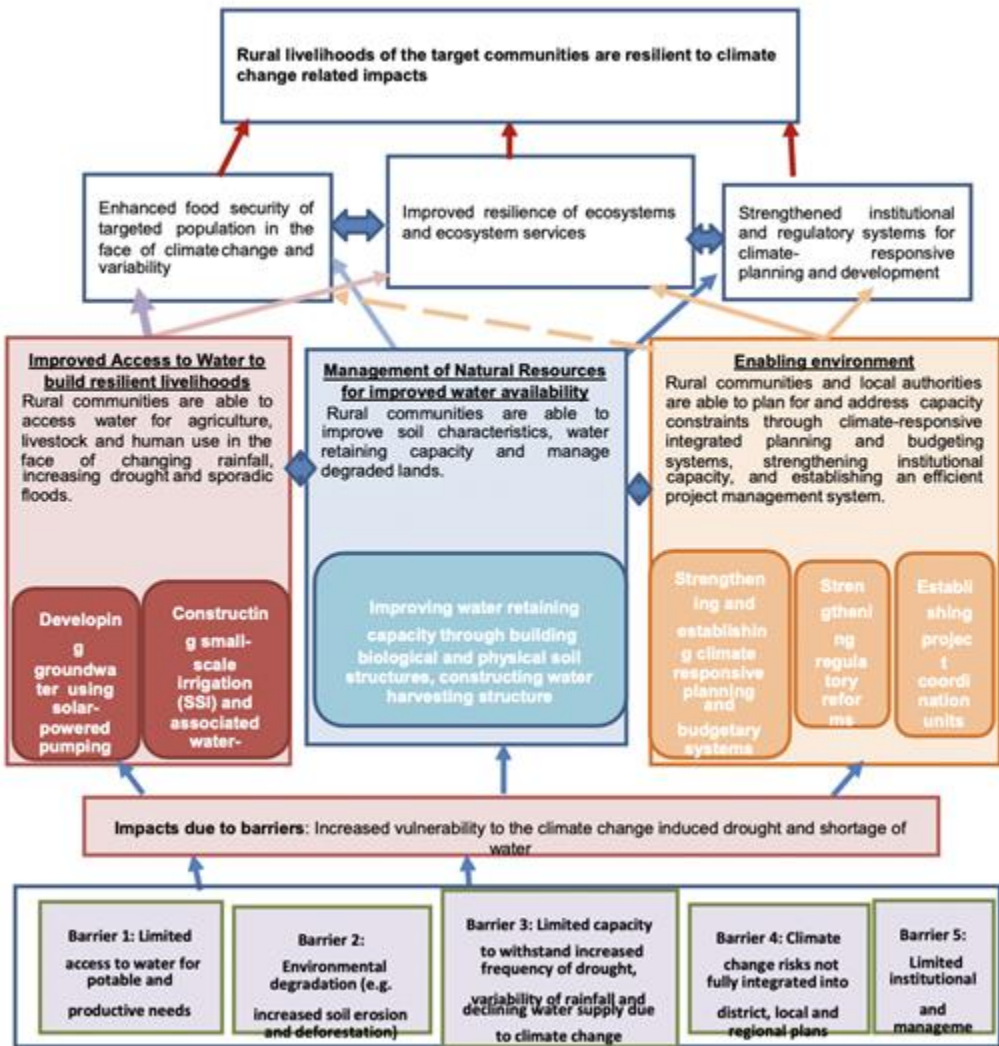 Rural livelihoods of the target communities are resilient to climate
change related impacts
Enhanced food security of
targeted population in the
face of climate change and
variability
Improved resilience of ecosystems
and ecosystem services
Strengthened institutional
and regulatory systems for
climate- responsive
planning and development
Improved Access to Water to
build resilient livelihoods
Rural communities are able to
access water for agriculture,
livestock and human use in the
face of changing rainfall,
increasing drought and sporadic
floods.
Developin
g
groundwa
ter using
solar-
powered
pumping
Constructin
g small-
scale
irrigation
(SSI) and
associated
water-
Management of Natural Resources
for improved water availability
Rural communities are able to
improve soil characteristics, water
retaining capacity and manage
degraded lands.
Improving water retaining
capacity through building
biological and physical soil
structures, constructing water
harvesting structure
Enabling environment
Rural communities and local authorities
are able to plan for and address capacity
constraints through climate-responsive
integrated planning and budgeting
systems, strengthening institutional
capacity, and establishing an efficient
project management system.
Strengthen
ing and
establishin
g climate
responsive
planning
and
budgetary
systems
Stren
gtheni
ng
regula
tory
refor
ms
Establi
shing
projec
t
coordi
nation
units
Impacts due to barriers: Increased vulnerability to the climate change induced drought and shortage of
water
Barrier 1: Limited
access to water for
potable and
productive needs
Barrier 2:
Environmental
degradation (e.g.
increased soil erosion
and deforestation)
Barrier 3: Limited capacity
to withstand increased
frequency of drought,
variability of rainfall and
declining water supply due
to climate change
Barrier 4: Climate
change risks not
fully integrated into
district, local and
regional plans
Barrier 5:
Limited
institutional
and manageme